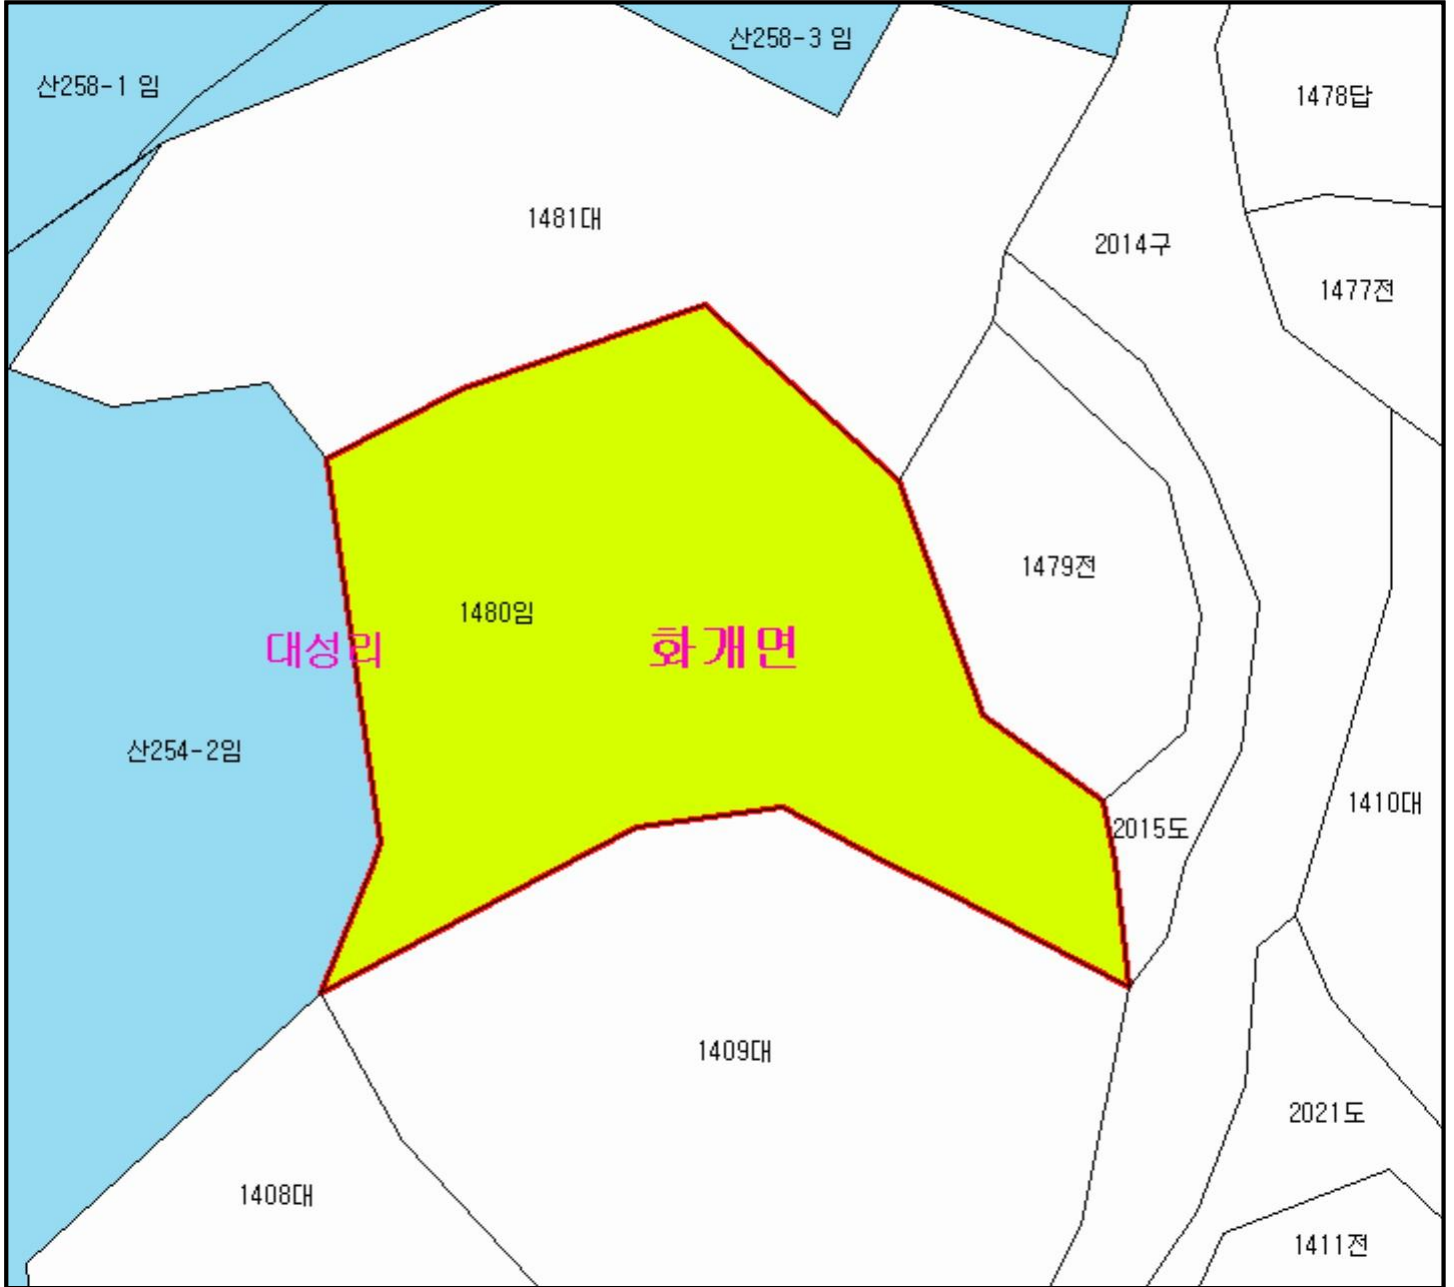 산258-3 임
산258-1 임
1478답
1481대
2014구
1477전
1479전
1480임
대성리
화개면
산254-2임
1410대
2015도
1409대
2021도
1408대
1411전